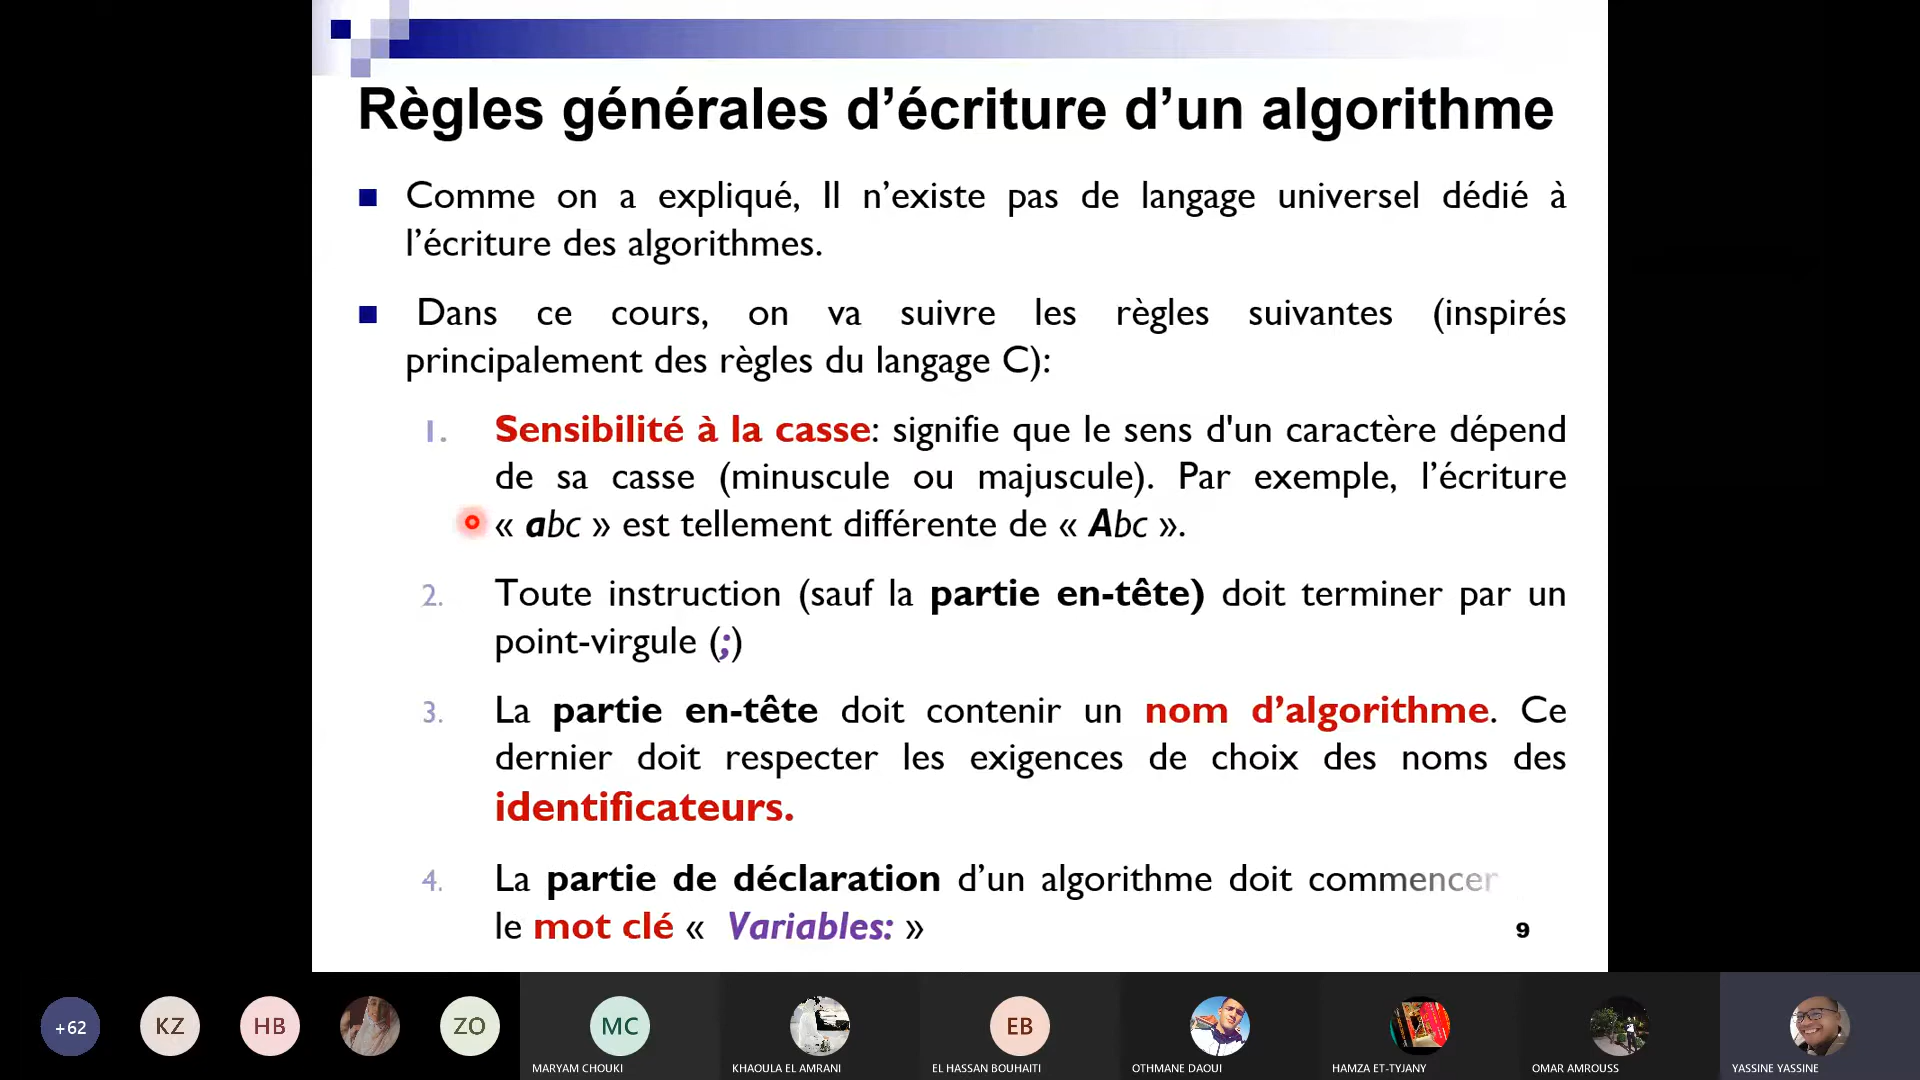 Règles générales d’écriture d’un algorithme
Comme on a expliqué, Il n’existe pas de langage universel dédié à
l’écriture des algorithmes.
Dans ce cours, on va suivre les règles suivantes (inspirés
principalement des règles du langage C):
1. Sensibilité à la casse: signifie que le sens d'un caractère dépend
de sa casse (minuscule ou majuscule). Par exemple, l’écriture
« abc » est tellement différente de « Abc ».
2. Toute instruction (sauf la partie en-tête) doit terminer par un
point-virgule (;)
3. La partie en-tête doit contenir un nom d’algorithme. Ce
dernier doit respecter les exigences de choix des noms des
identificateurs.
4. La partie de déclaration d’un algorithme doit commencer
le mot clé « Variables: »
9
+62
KZ
HB
ZO
MC
EB
MARYAM CHOUKI
KHAOULA EL AMRANI
EL HASSAN BOUHAITI
OTHMANE DAOUI
HAMZA ET-TYJANY
OMAR AMROUSS
YASSINE YASSINE